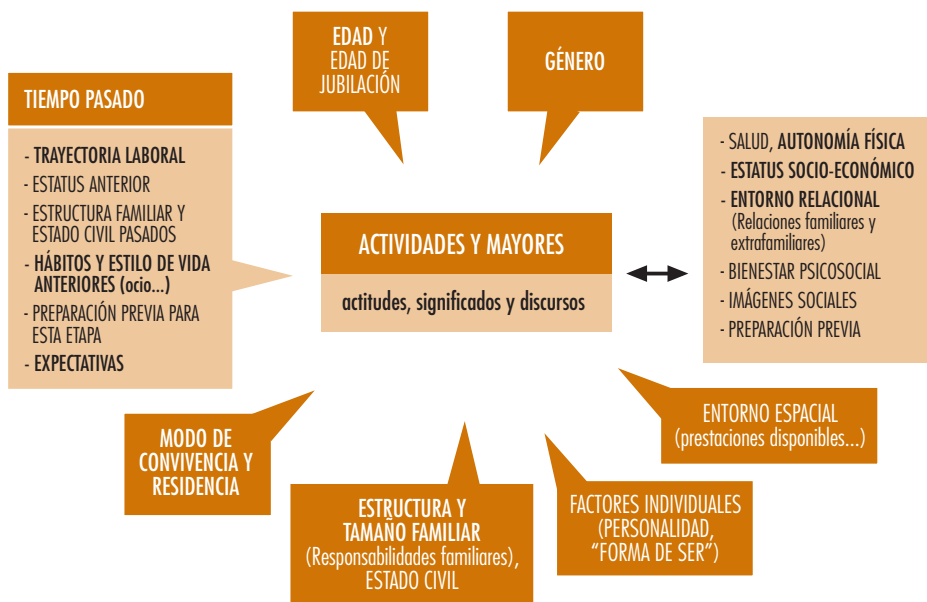 EDAD Y
EDAD DE
JUBILACIÓN
GÉNERO
TIEMPO PASADO
- TRAYECTORIA LABORAL
- ESTATUS ANTERIOR
- ESTRUCTURA FAMILIAR Y
ESTADO CIVIL PASADOS
- HÁBITOS Y ESTILO DE VIDA
ANTERIORES (ocio...)
- PREPARACIÓN PREVIA PARA
ESTA ETAPA
- EXPECTATIVAS
ACTIVIDADES Y MAYORES
actitudes, significados y discursos
- SALUD, AUTONOMÍA FÍSICA
- ESTATUS SOCIO-ECONÓMICO
- ENTORNO RELACIONAL
(Relaciones familiares y
extrafamiliares)
- BIENESTAR PSICOSOCIAL
- IMÁGENES SOCIALES
- PREPARACIÓN PREVIA
MODO DE
CONVIVENCIA Y
RESIDENCIA
ESTRUCTURA Y
TAMAÑO FAMILIAR
(Responsabilidades familiares),
ESTADO CIVIL
FACTORES INDIVIDUALES
(PERSONALIDAD,
“FORMA DE SER”)
ENTORNO ESPACIAL
(prestaciones disponibles...)